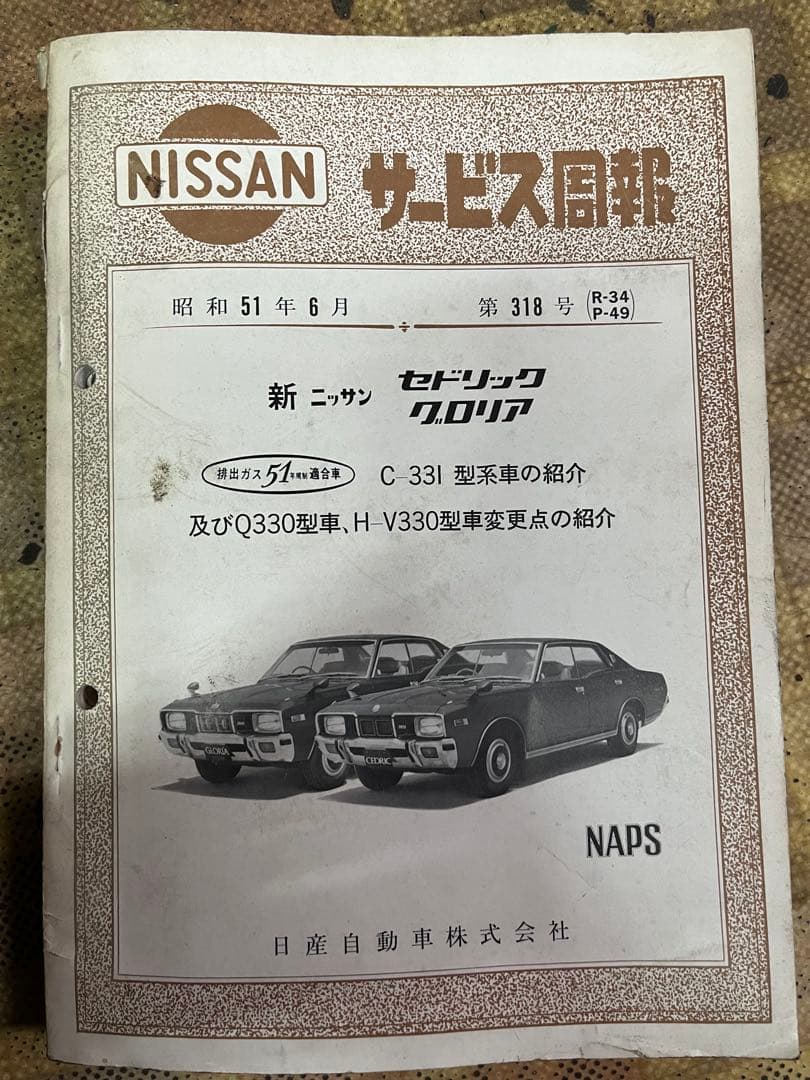 NISSAN サービス周報
昭和51年6月 第318号 (R-34 P-49)
新 ニッサン セドリック
グロリア
排出ガス51年規制適合車 C-331 型系車の紹介
及びQ330型車、H-V330型車変更点の紹介
GLORIA
CEDRIC
NAPS
日産自動車株式会社